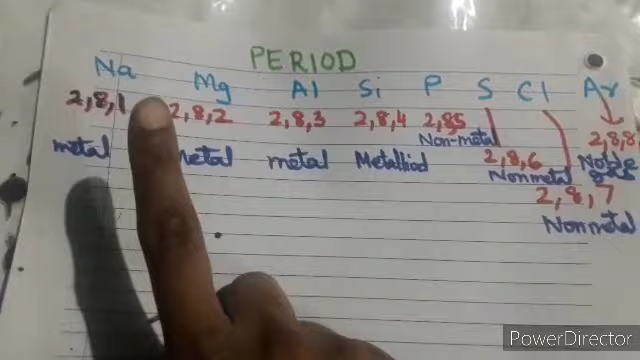 PERIOD
Na Mg Al Si P S Cl Ar
2,8,1 2,8,2 2,8,3 2,8,4 2,8,5 2,8,8
Non-metal
metal metal metal Metalliod 2,8,6 Noble
Nonmetal gas
2,8,7
Nonmetal
PowerDirector